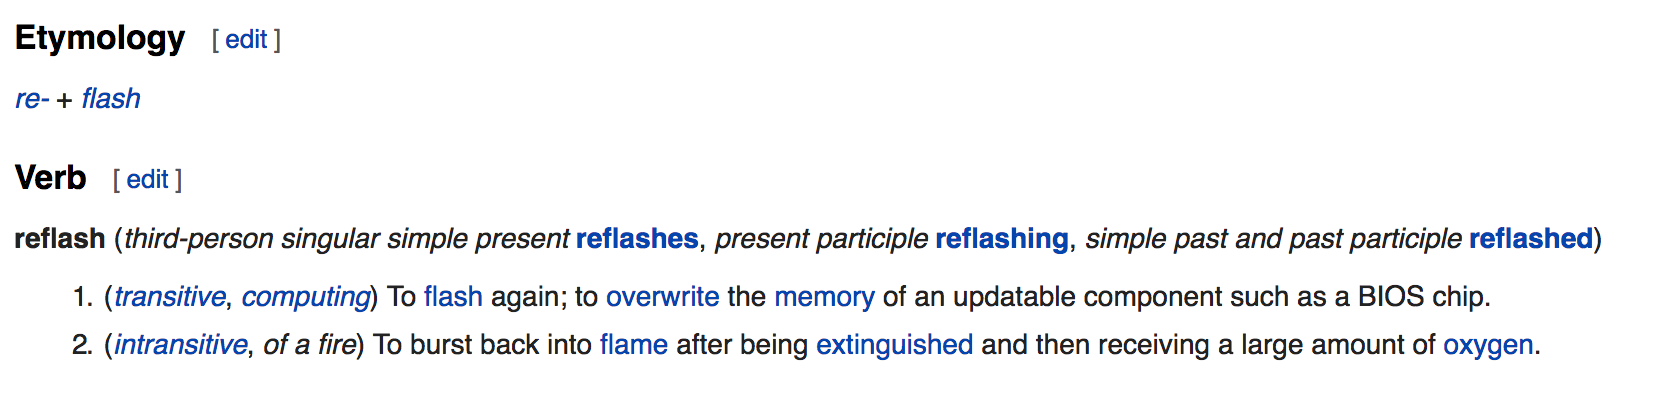 Etymology [ edit ]
re- + flash
Verb [ edit ]
reflash (third-person singular simple present reflashes, present participle reflashing, simple past and past participle reflashed)
1. (transitive, computing) To flash again; to overwrite the memory of an updatable component such as a BIOS chip.
2. (intransitive, of a fire) To burst back into flame after being extinguished and then receiving a large amount of oxygen.